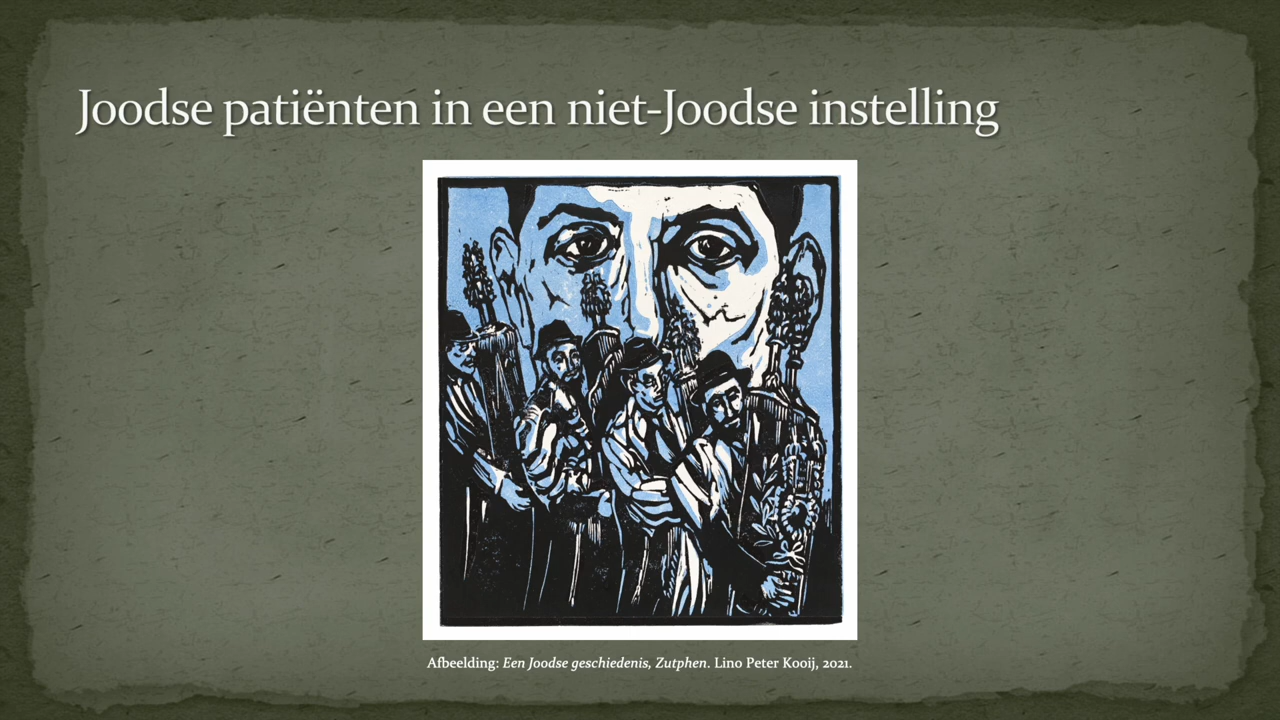 Joodse patiënten in een niet-Joodse instelling
Afbeelding: Een Joodse geschiedenis, Zutphen. Lino Peter Kooij, 2021.